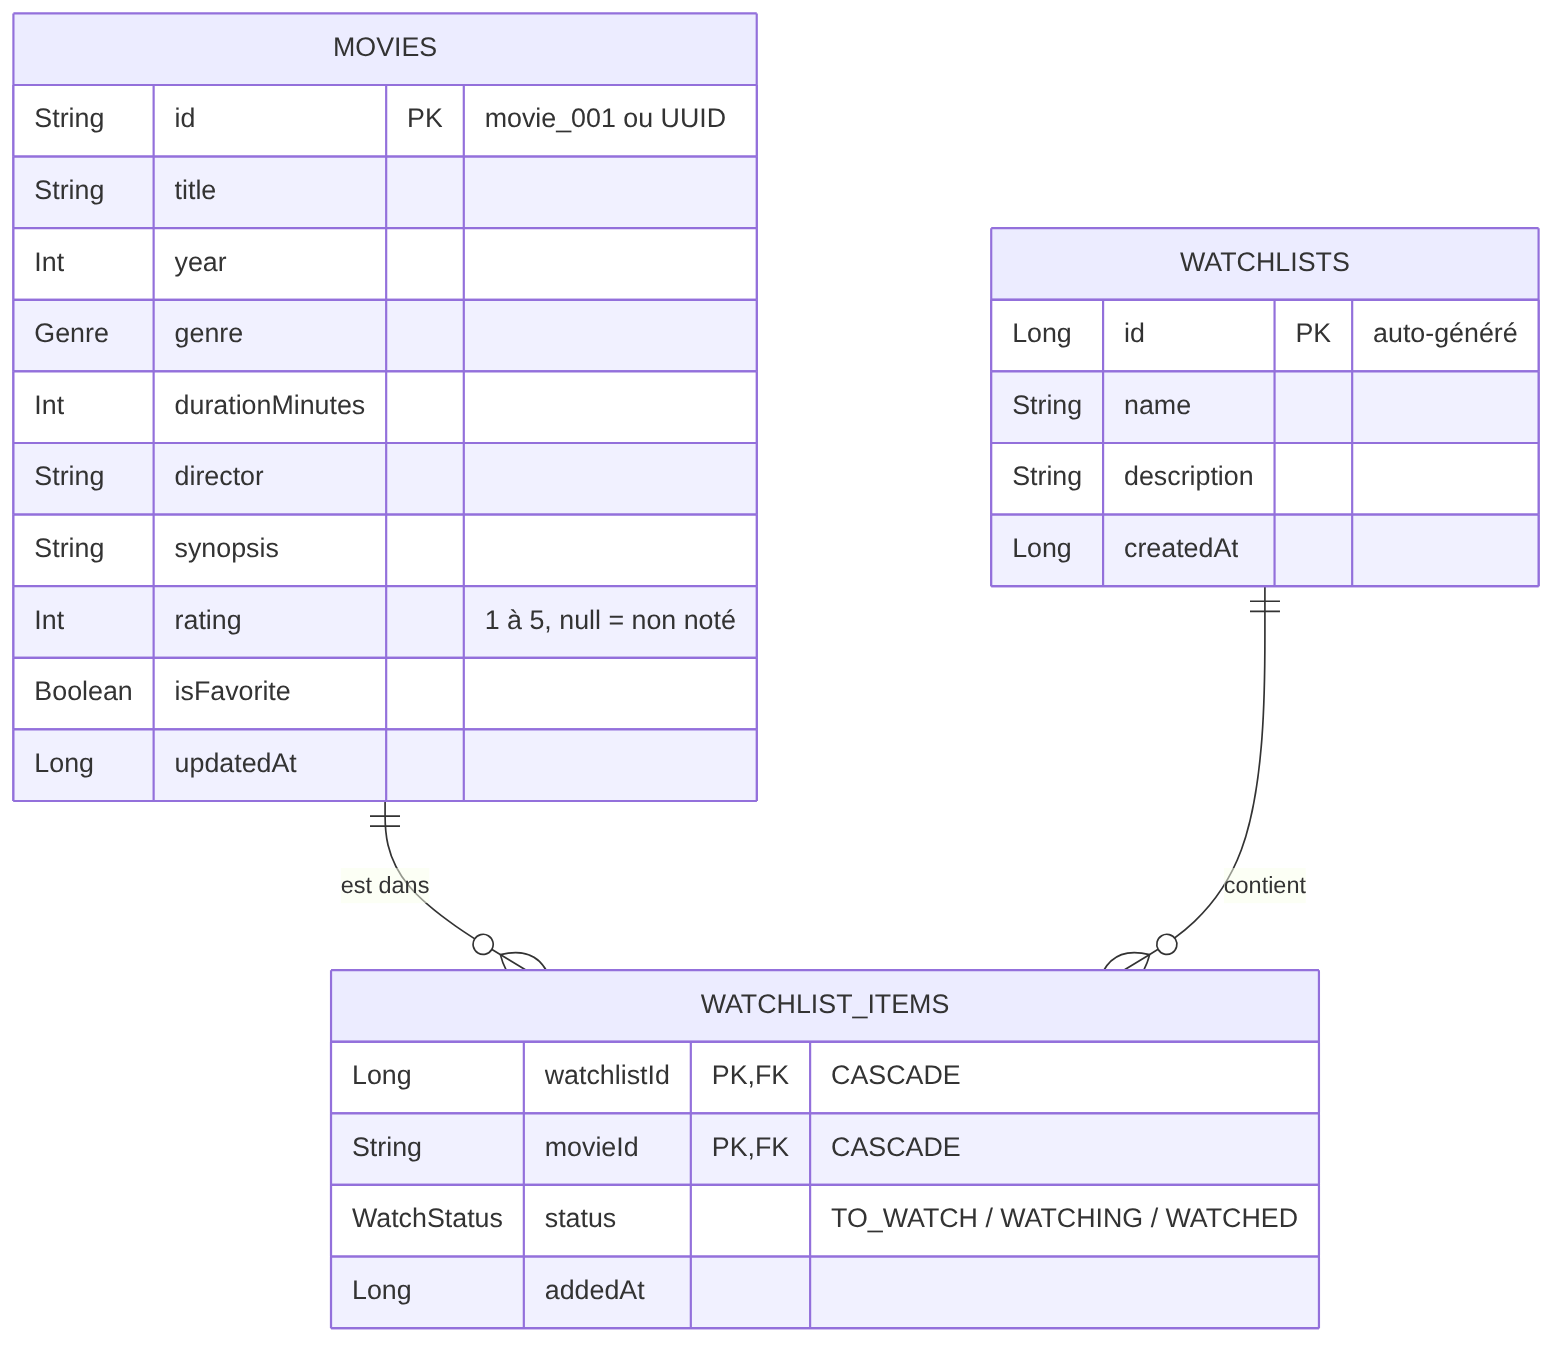 MOVIES
String id PK movie_001 ou UUID
String title
Int year
Genre genre
Int durationMinutes
String director
String synopsis
Int rating 1 à 5, null = non noté
Boolean isFavorite
Long updatedAt
WATCHLISTS
Long id PK auto-généré
String name
String description
Long createdAt
est dans
contient
WATCHLIST_ITEMS
Long watchlistId PK,FK CASCADE
String movieId PK,FK CASCADE
WatchStatus status TO_WATCH / WATCHING / WATCHED
Long addedAt